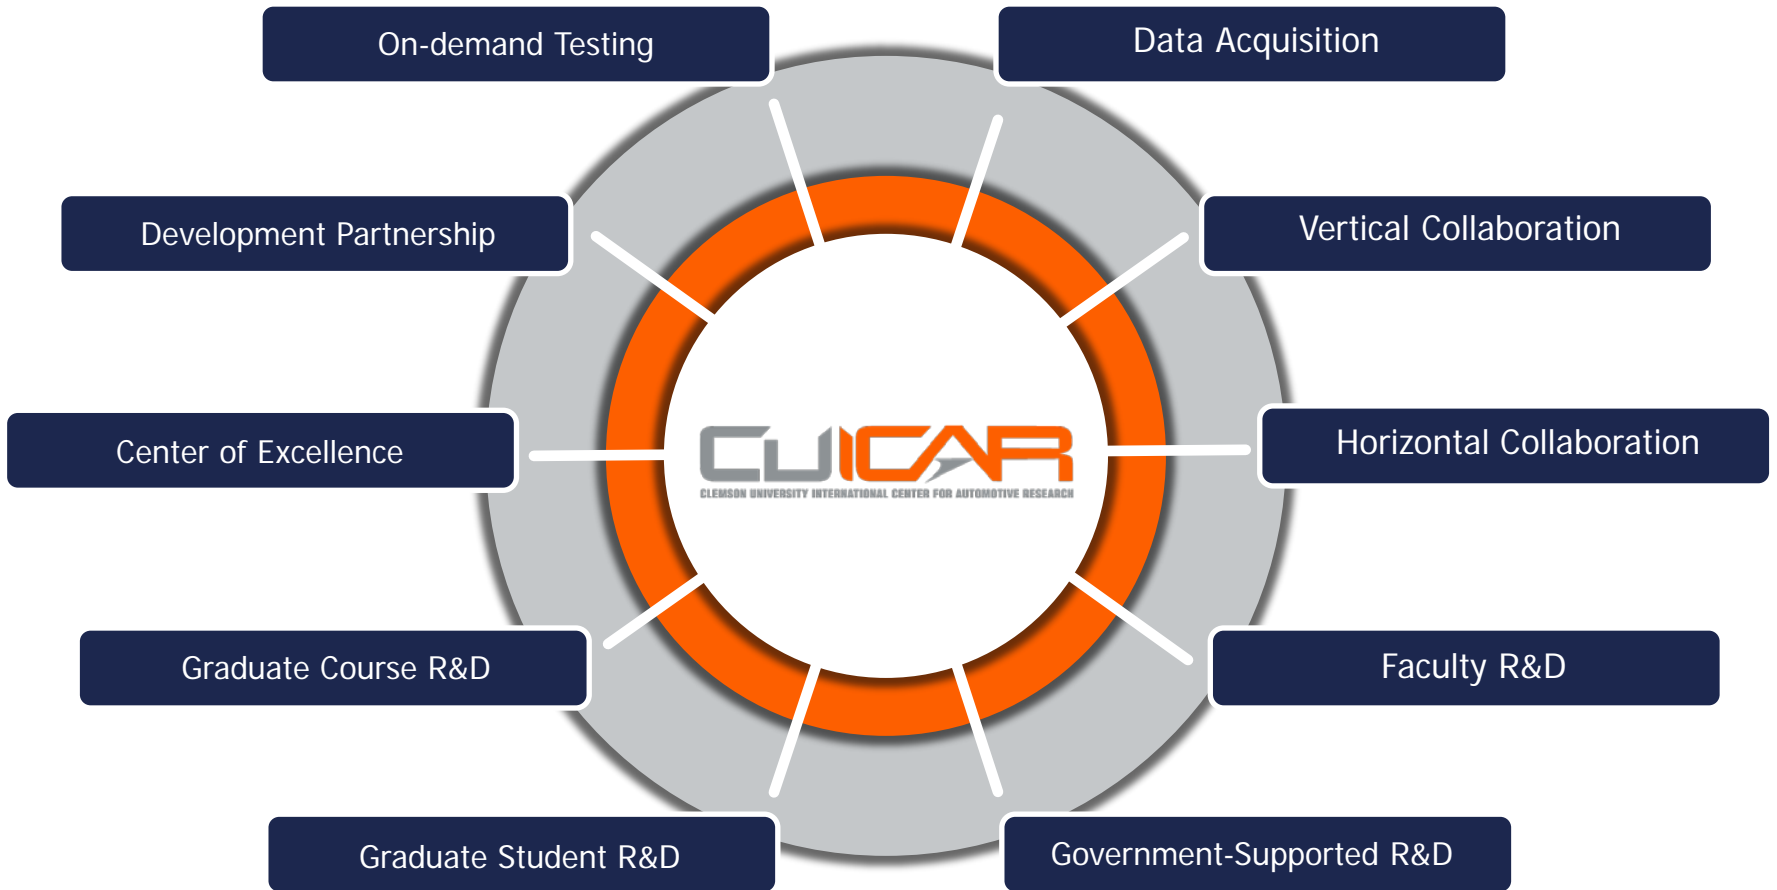 On-demand Testing
Data Acquisition
Development Partnership
Vertical Collaboration
Center of Excellence
CUICAR
CLEMSON UNIVERSITY INTERNATIONAL CENTER FOR AUTOMOTIVE RESEARCH
Horizontal Collaboration
Graduate Course R&D
Faculty R&D
Graduate Student R&D
Government-Supported R&D